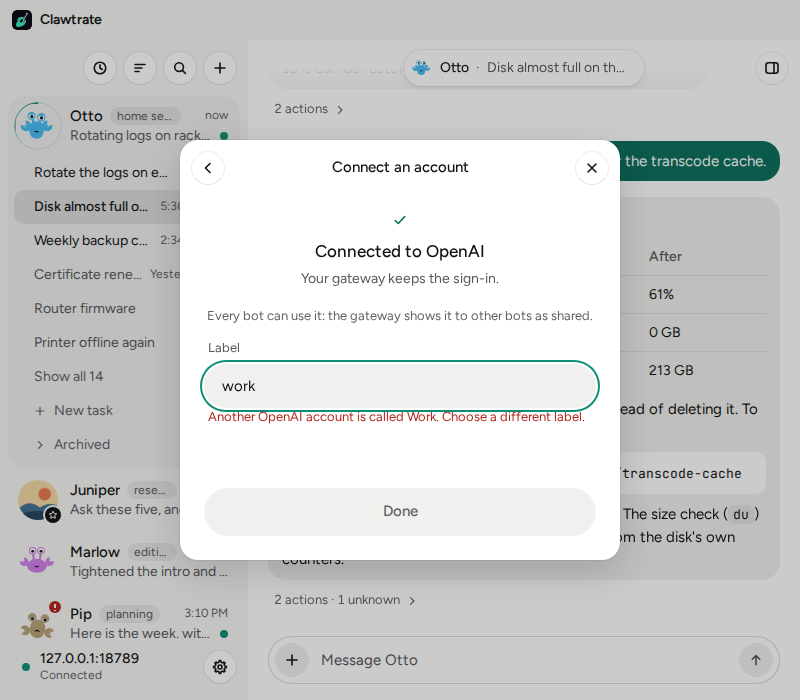 Clawtrate
Otto · Disk almost full on th...
Otto home se... now
Rotating logs on rack...
Rotate the logs on e...
Disk almost full o... 5:36
Weekly backup c... 2:34
Certificate rene... Yeste
Router firmware
Printer offline again
Show all 14
New task
Archived
Juniper rese...
Ask these five, an
Marlow editi...
Tightened the intro and ...
Pip planning 3:10 PM
Here is the week. wit...
127.0.0.1:18789
Connected
2 actions
the transcode cache.
After
61%
0 GB
213 GB
ead of deleting it. To
/transcode-cache
The size check ( du )
om the disk's own
counters.
2 actions · 1 unknown
Message Otto
Connect an account
Connected to OpenAI
Your gateway keeps the sign-in.
Every bot can use it: the gateway shows it to other bots as shared.
Label
work
Another OpenAI account is called Work. Choose a different label.
Done